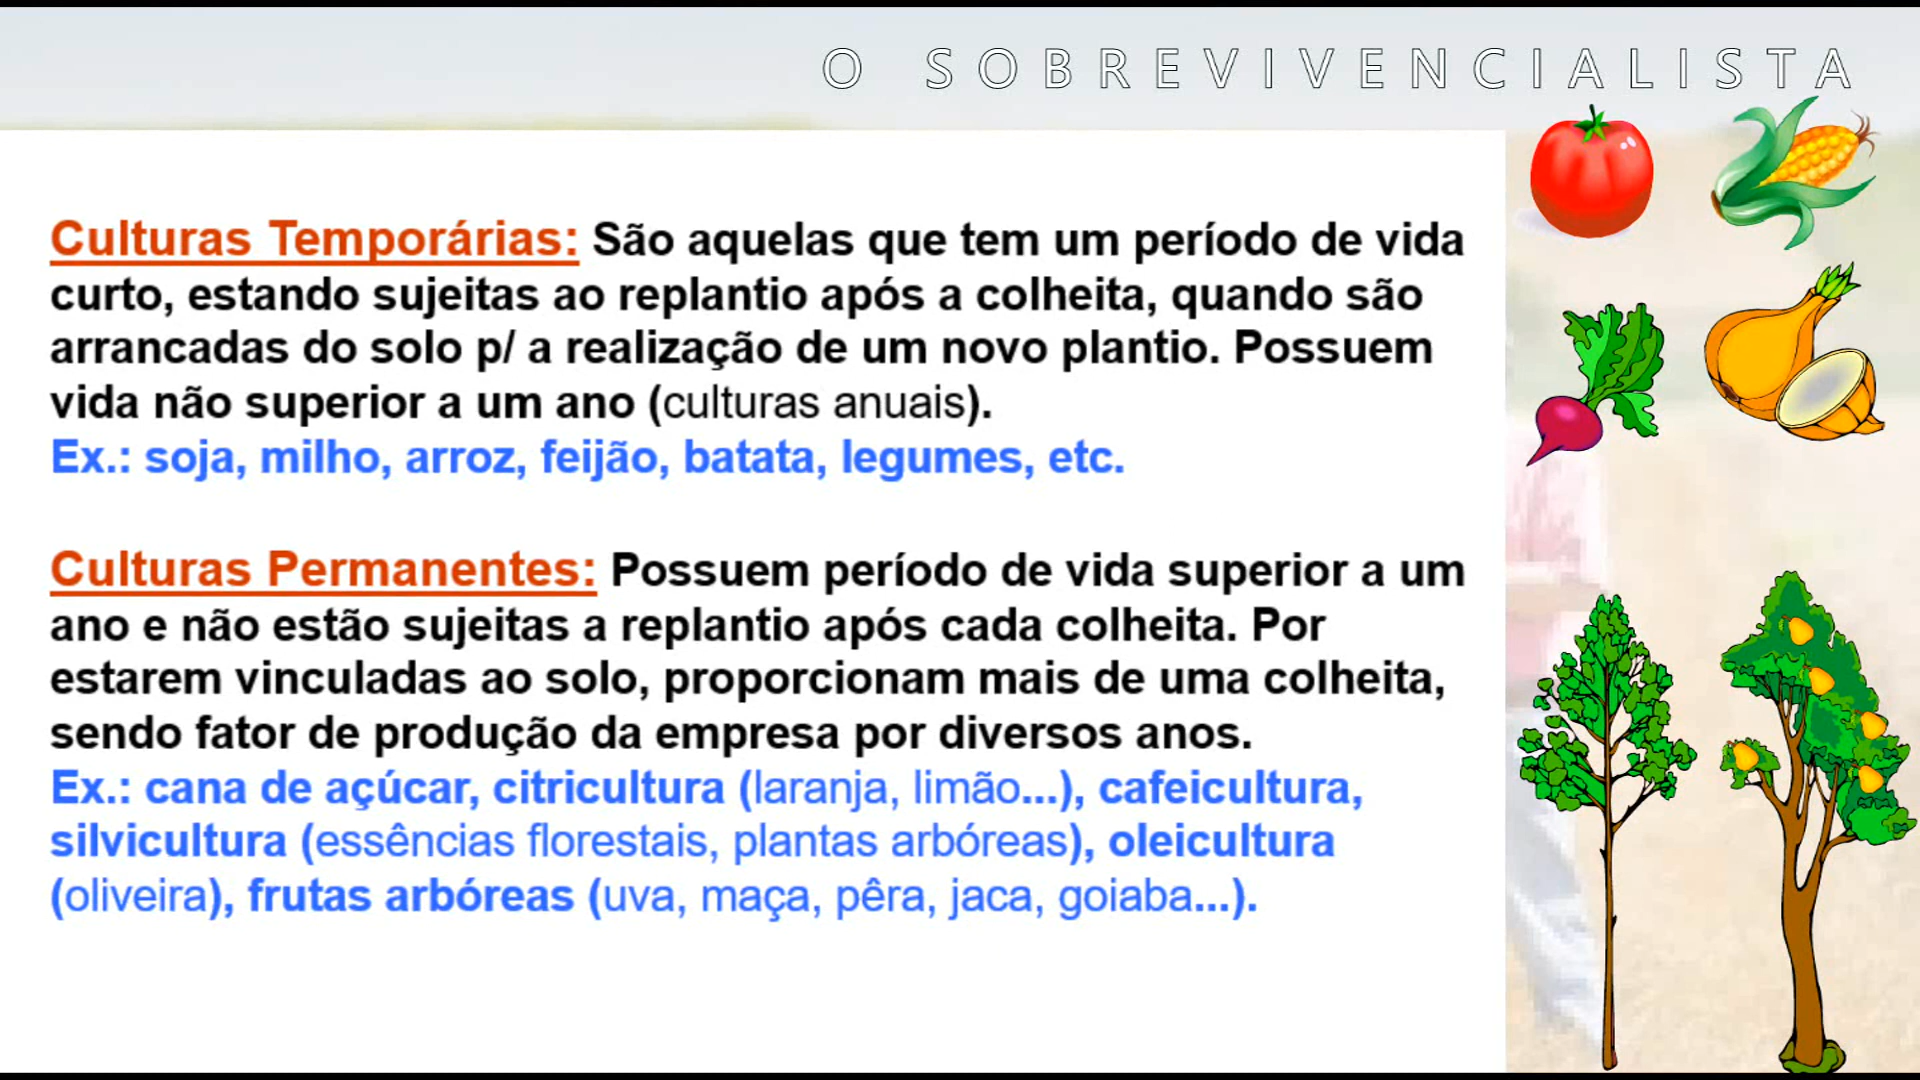 O SOBREVIVENCIALISTA
Culturas Temporárias: São aquelas que tem um período de vida
curto, estando sujeitas ao replantio após a colheita, quando são
arrancadas do solo p/ a realização de um novo plantio. Possuem
vida não superior a um ano (culturas anuais).
Ex.: soja, milho, arroz, feijão, batata, legumes, etc.
Culturas Permanentes: Possuem período de vida superior a um
ano e não estão sujeitas a replantio após cada colheita. Por
estarem vinculadas ao solo, proporcionam mais de uma colheita,
sendo fator de produção da empresa por diversos anos.
Ex.: cana de açúcar, citricultura (laranja, limão...), cafeicultura,
silvicultura (essências florestais, plantas arbóreas), oleicultura
(oliveira), frutas arbóreas (uva, maça, pêra, jaca, goiaba...).